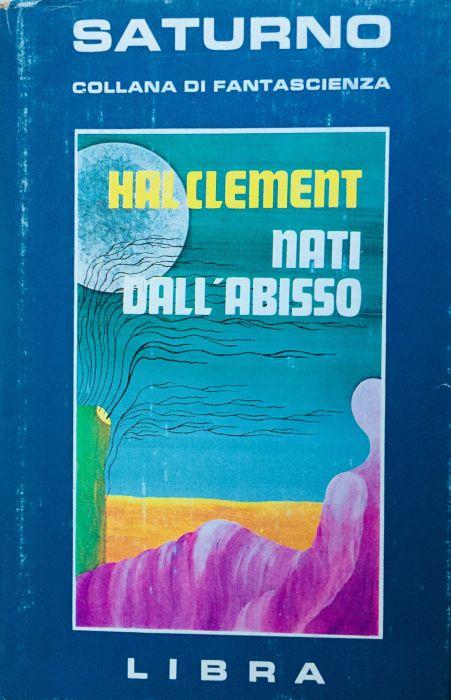 SATURNO
COLLANA DI FANTASCIENZA
HAL CLEMENT
NATI
DALL'ABISSO
LIBRA